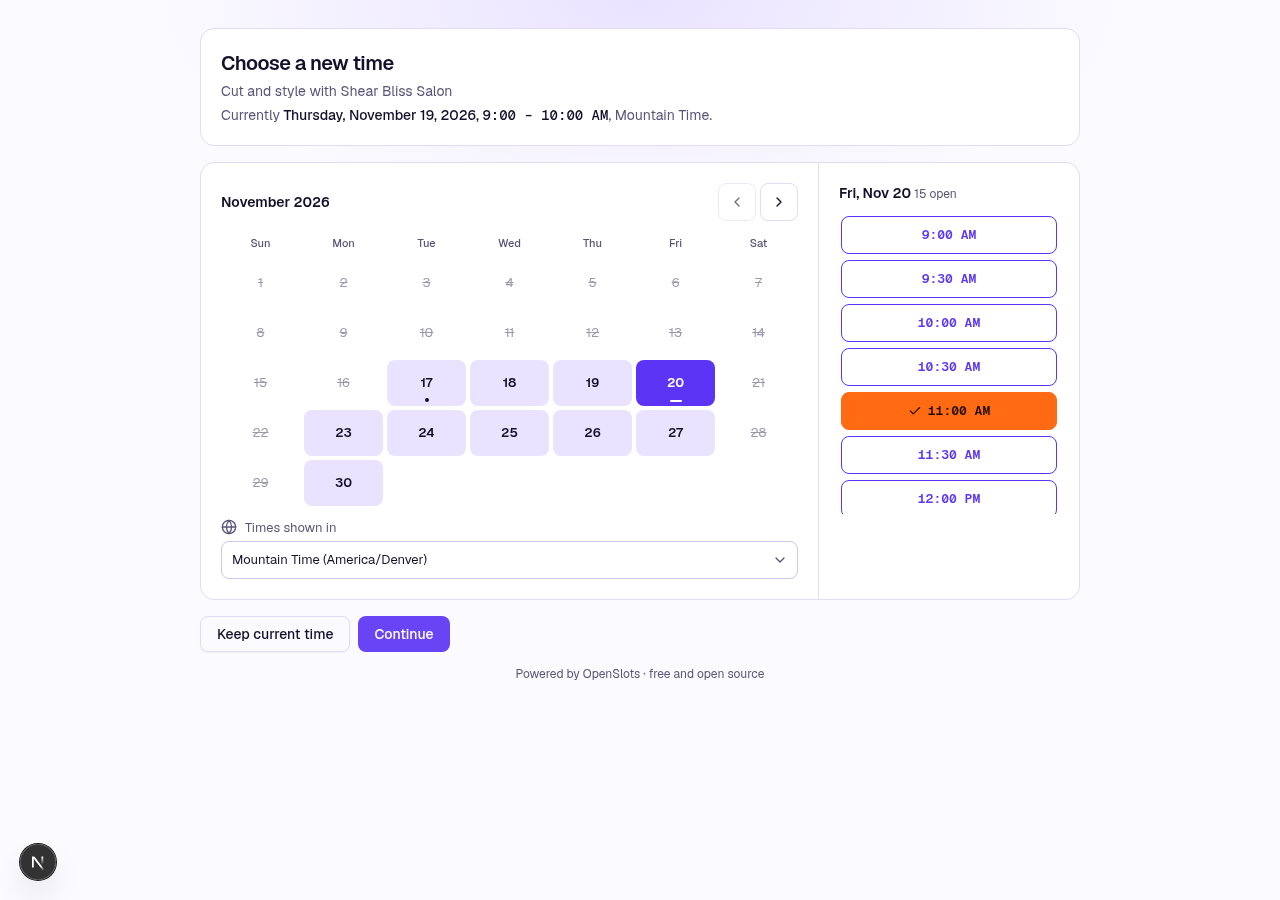 Choose a new time
Cut and style with Shear Bliss Salon
Currently Thursday, November 19, 2026, 9:00 – 10:00 AM, Mountain Time.
November 2026
Sun Mon Tue Wed Thu Fri Sat
1 2 3 4 5 6 7
8 9 10 11 12 13 14
15 16 17 18 19 20 21
22 23 24 25 26 27 28
29 30
Times shown in
Mountain Time (America/Denver)
Fri, Nov 20 15 open
9:00 AM
9:30 AM
10:00 AM
10:30 AM
11:00 AM
11:30 AM
12:00 PM
Keep current time
Continue
Powered by OpenSlots · free and open source
N